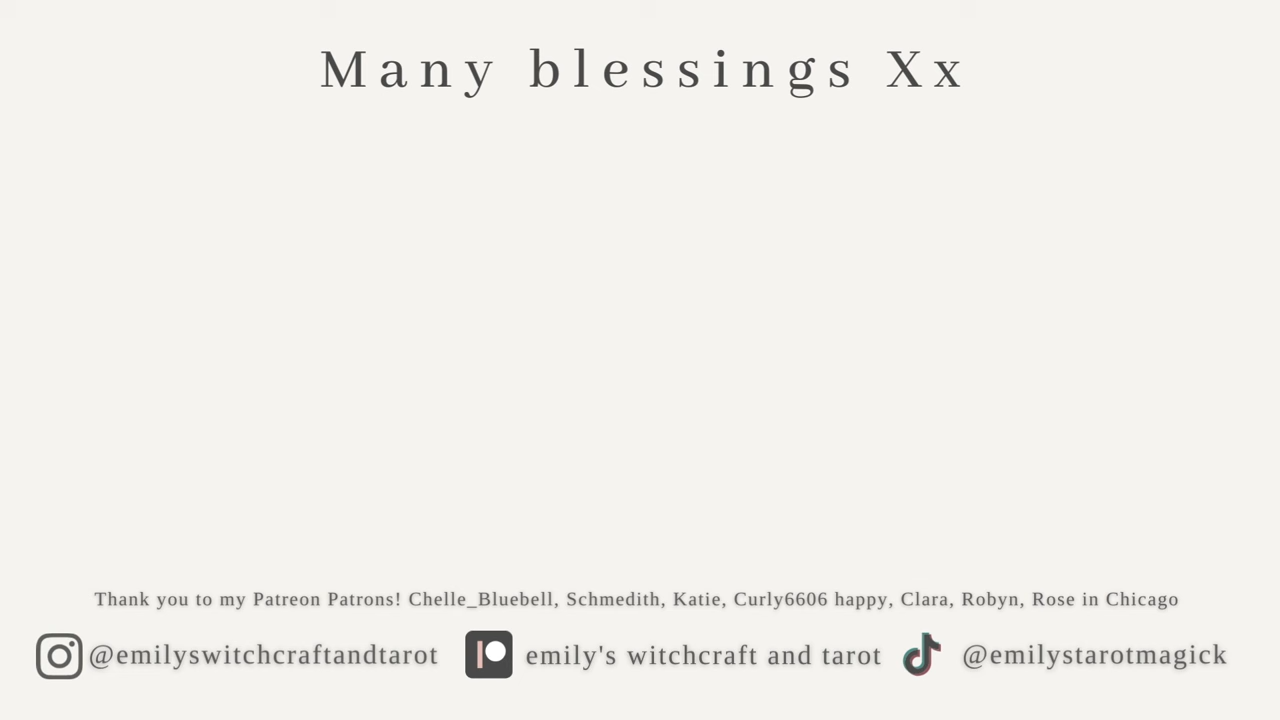 Many blessings Xx
Thank you to my Patreon Patrons! Chelle_Bluebell, Schmedith, Katie, Curly6606 happy, Clara, Robyn, Rose in Chicago
@emilyswitchcraftandtarot emily's witchcraft and tarot @emilystarotmagick